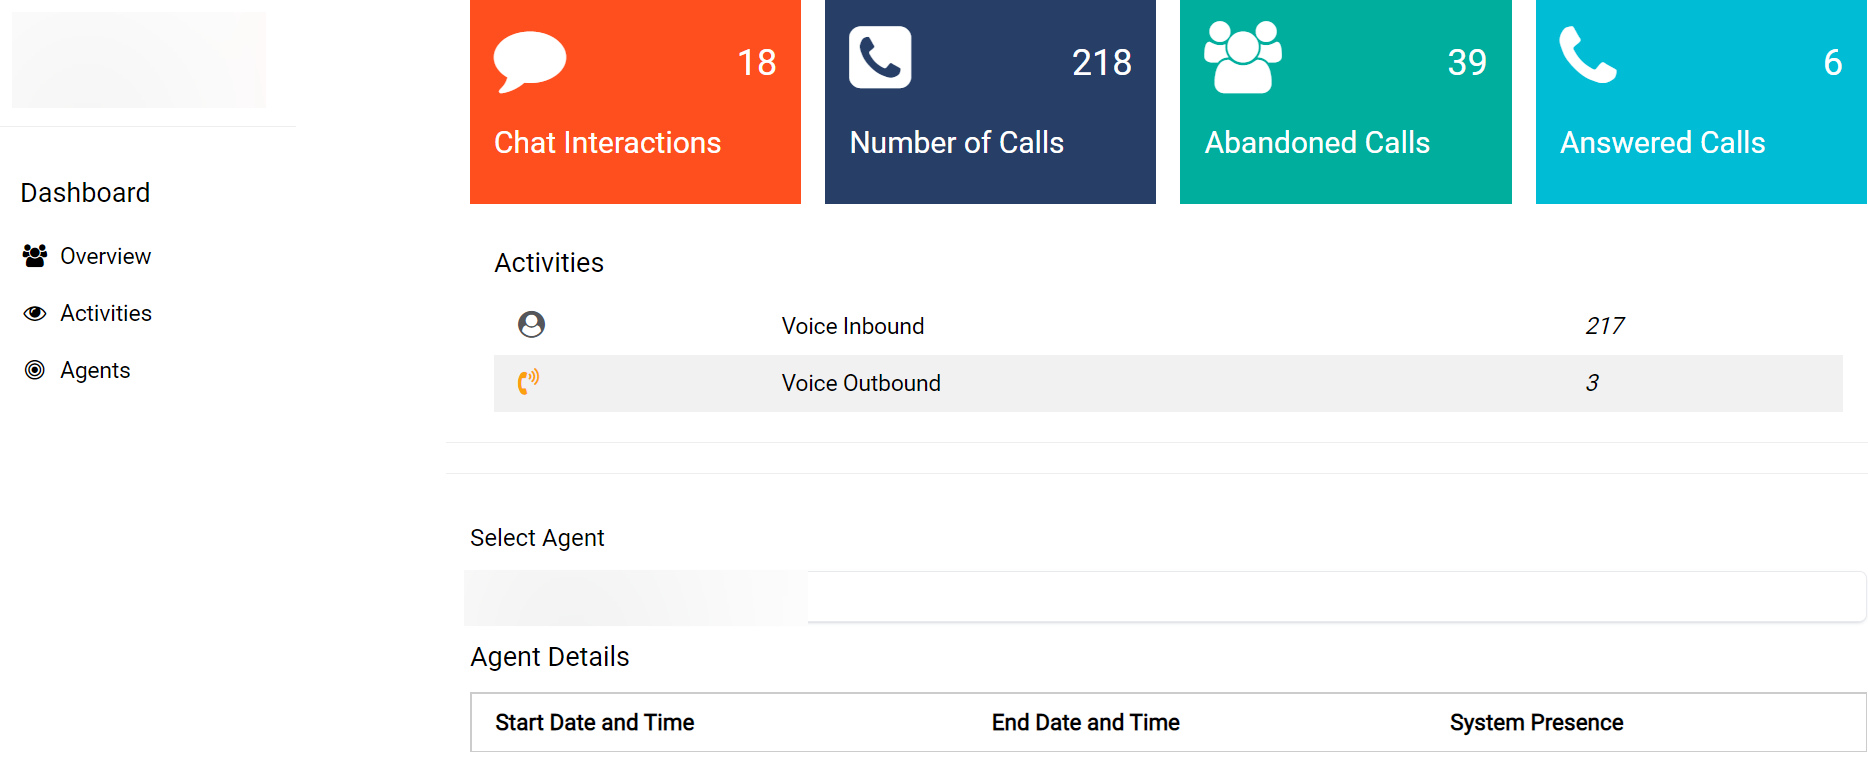 Dashboard
Overview
Activities
Agents
18
Chat Interactions
218
Number of Calls
39
Abandoned Calls
6
Answered Calls
Activities
Voice Inbound 217
Voice Outbound 3
Select Agent
Agent Details
Start Date and Time End Date and Time System Presence